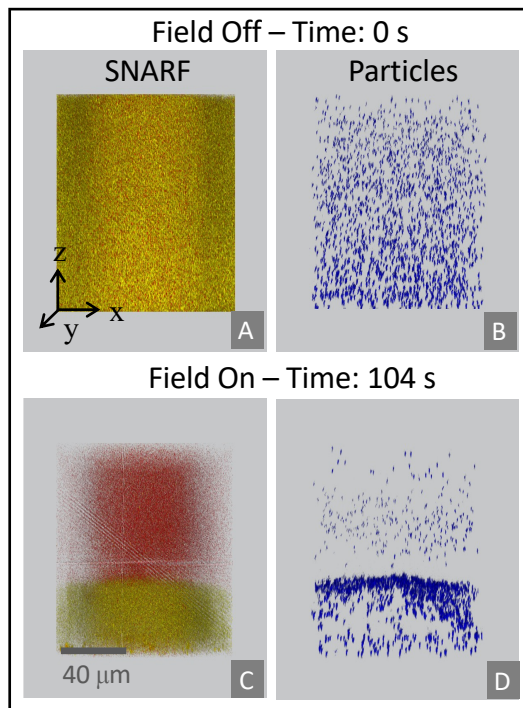 Field Off – Time: 0 s
SNARF
Particles
z
x
y
A
B
Field On – Time: 104 s
40 μm
C
D